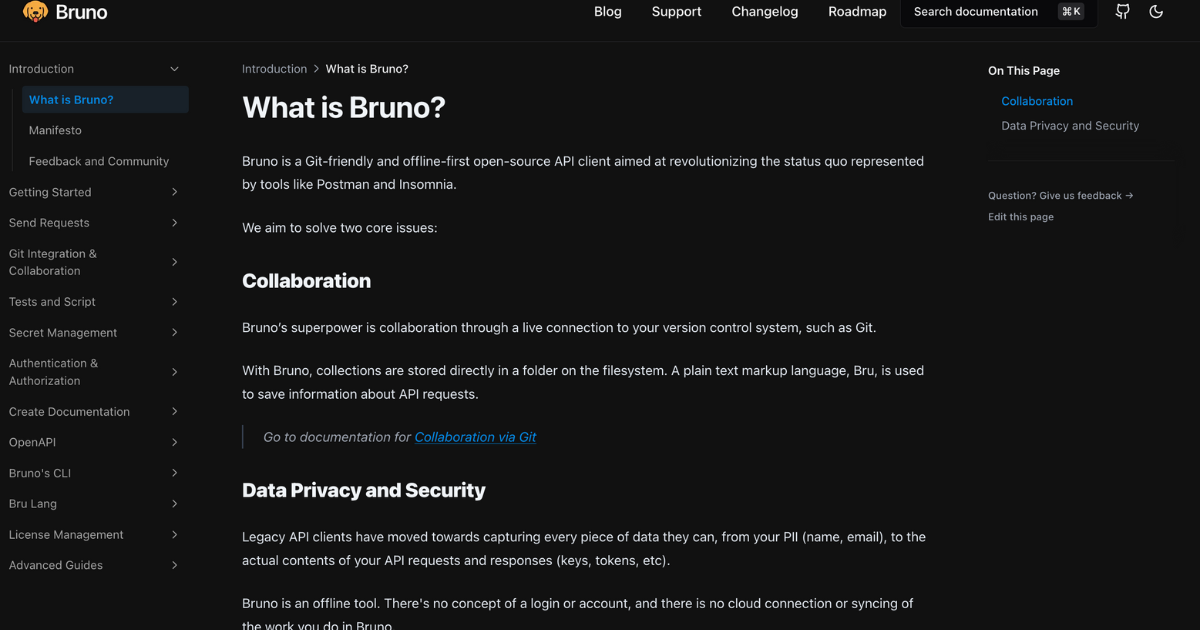 Bruno
Blog Support Changelog Roadmap Search documentation ⌘K
Introduction
What is Bruno?
Manifesto
Feedback and Community
Getting Started
Send Requests
Git Integration &
Collaboration
Tests and Script
Secret Management
Authentication &
Authorization
Create Documentation
OpenAPI
Bruno's CLI
Bru Lang
License Management
Advanced Guides
Introduction > What is Bruno?
What is Bruno?
Bruno is a Git-friendly and offline-first open-source API client aimed at revolutionizing the status quo represented
by tools like Postman and Insomnia.
We aim to solve two core issues:
Collaboration
Bruno's superpower is collaboration through a live connection to your version control system, such as Git.
With Bruno, collections are stored directly in a folder on the filesystem. A plain text markup language, Bru, is used
to save information about API requests.
Go to documentation for Collaboration via Git
Data Privacy and Security
Legacy API clients have moved towards capturing every piece of data they can, from your PII (name, email), to the
actual contents of your API requests and responses (keys, tokens, etc).
Bruno is an offline tool. There's no concept of a login or account, and there is no cloud connection or syncing of
the work you do in Bruno.
On This Page
Collaboration
Data Privacy and Security
Question? Give us feedback →
Edit this page